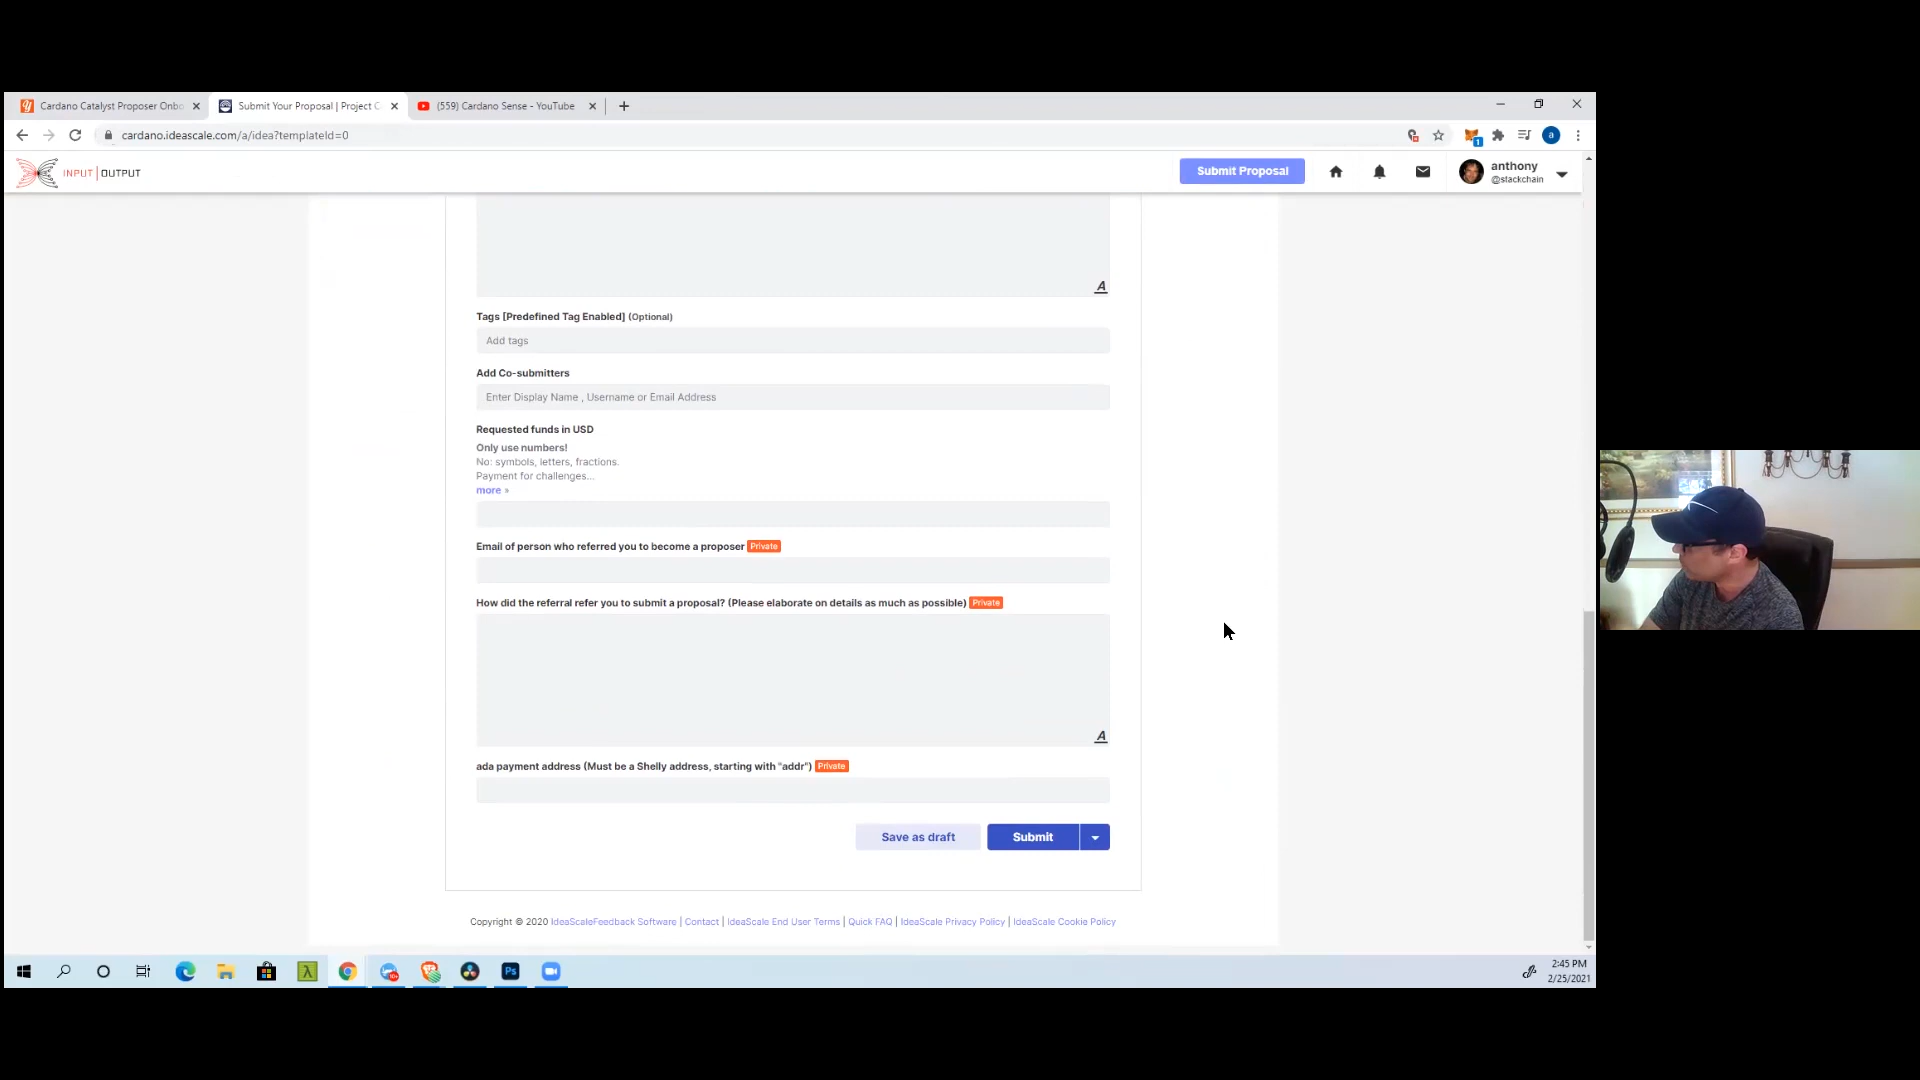 Cardano Catalyst Proposer Onbo
Submit Your Proposal | Project C
(559) Cardano Sense - YouTube
cardano.ideascale.com/a/idea?templateId=0
1
a
INPUT | OUTPUT
Submit Proposal
anthony
@stackchain
A
Tags [Predefined Tag Enabled] (Optional)
Add tags
Add Co-submitters
Enter Display Name , Username or Email Address
Requested funds in USD
Only use numbers!
No: symbols, letters, fractions.
Payment for challenges...
more »
Email of person who referred you to become a proposer Private
How did the referral refer you to submit a proposal? (Please elaborate on details as much as possible) Private
A
ada payment address (Must be a Shelly address, starting with "addr") Private
Save as draft
Submit
Copyright © 2020 IdeaScaleFeedback Software | Contact | IdeaScale End User Terms | Quick FAQ | IdeaScale Privacy Policy | IdeaScale Cookie Policy
λ
Ps
2:45 PM
2/25/2021